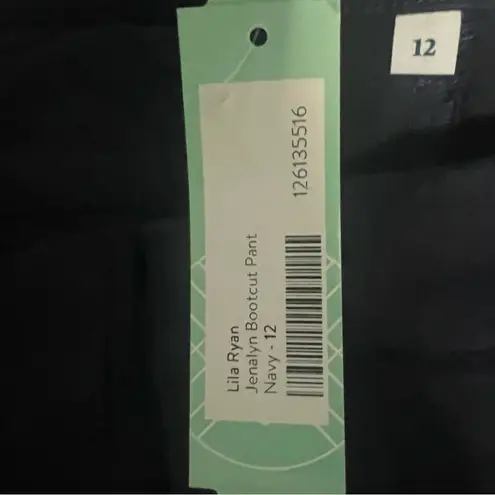 12
Lila Ryan
Jenalyn Bootcut Pant
Navy - 12
126135516